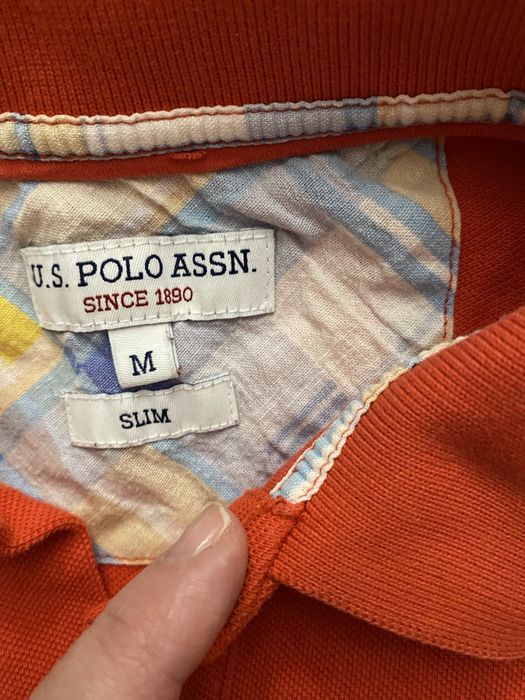 U.S. POLO ASSN.
SINCE 1890
M
SLIM